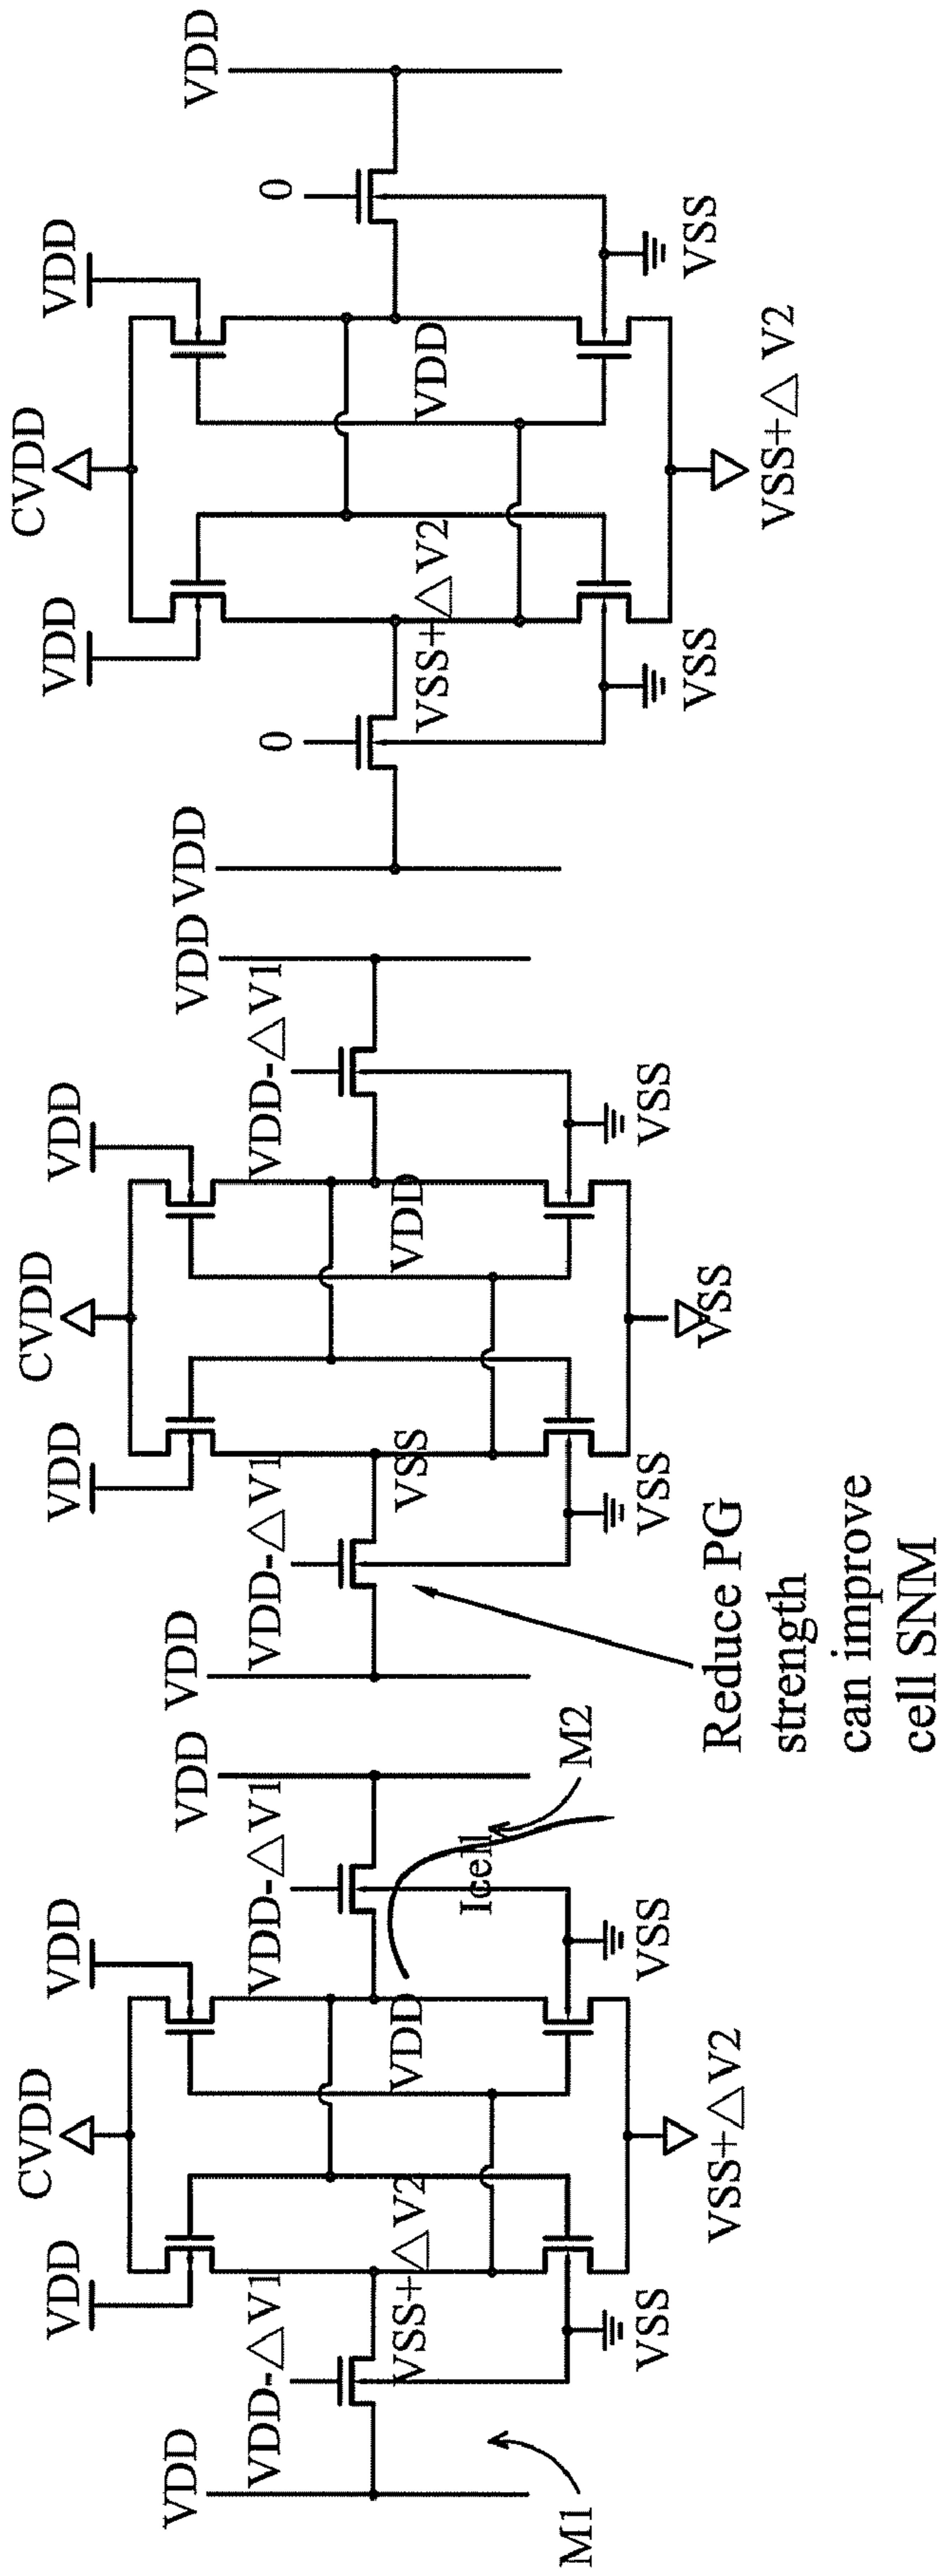 CVDD
VDD
VDD
VDD
VDD-△V1
VDD-△V1
VDD
VSS+△V2
VDD
Icell
M1
M2
VSS
VSS
VSS+△V2
CVDD
VDD
VDD
VDD
VDD-△V1
VDD-△V1
VDD
VSS
VDD
VSS
VSS
VSS
Reduce PG
strength
can improve
cell SNM
CVDD
VDD
VDD
VDD
0
0
VDD
VSS+△V2
VDD
VSS
VSS
VSS+△V2